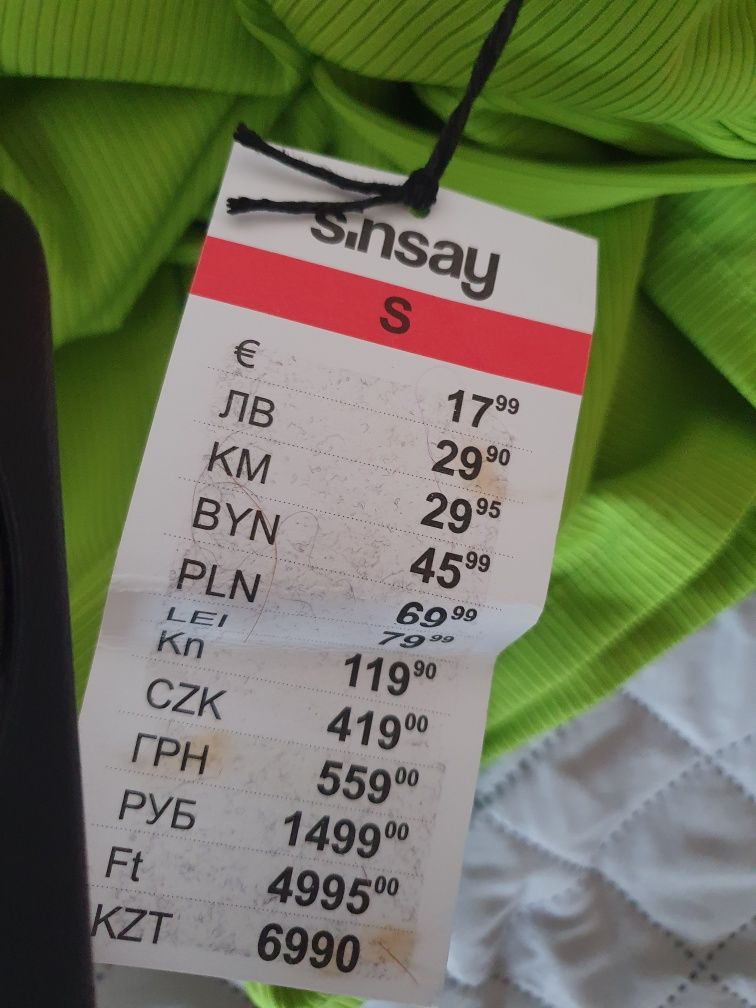 sinsay
S
€ 17⁹⁹
ЛВ 29⁹⁰
KM 29⁹⁵
BYN 45⁹⁹
PLN 69⁹⁹
LEI 79⁹⁹
Kn 119⁹⁰
CZK 419⁰⁰
ГРН 559⁰⁰
РУБ 1499⁰⁰
Ft 4995⁰⁰
KZT 6990